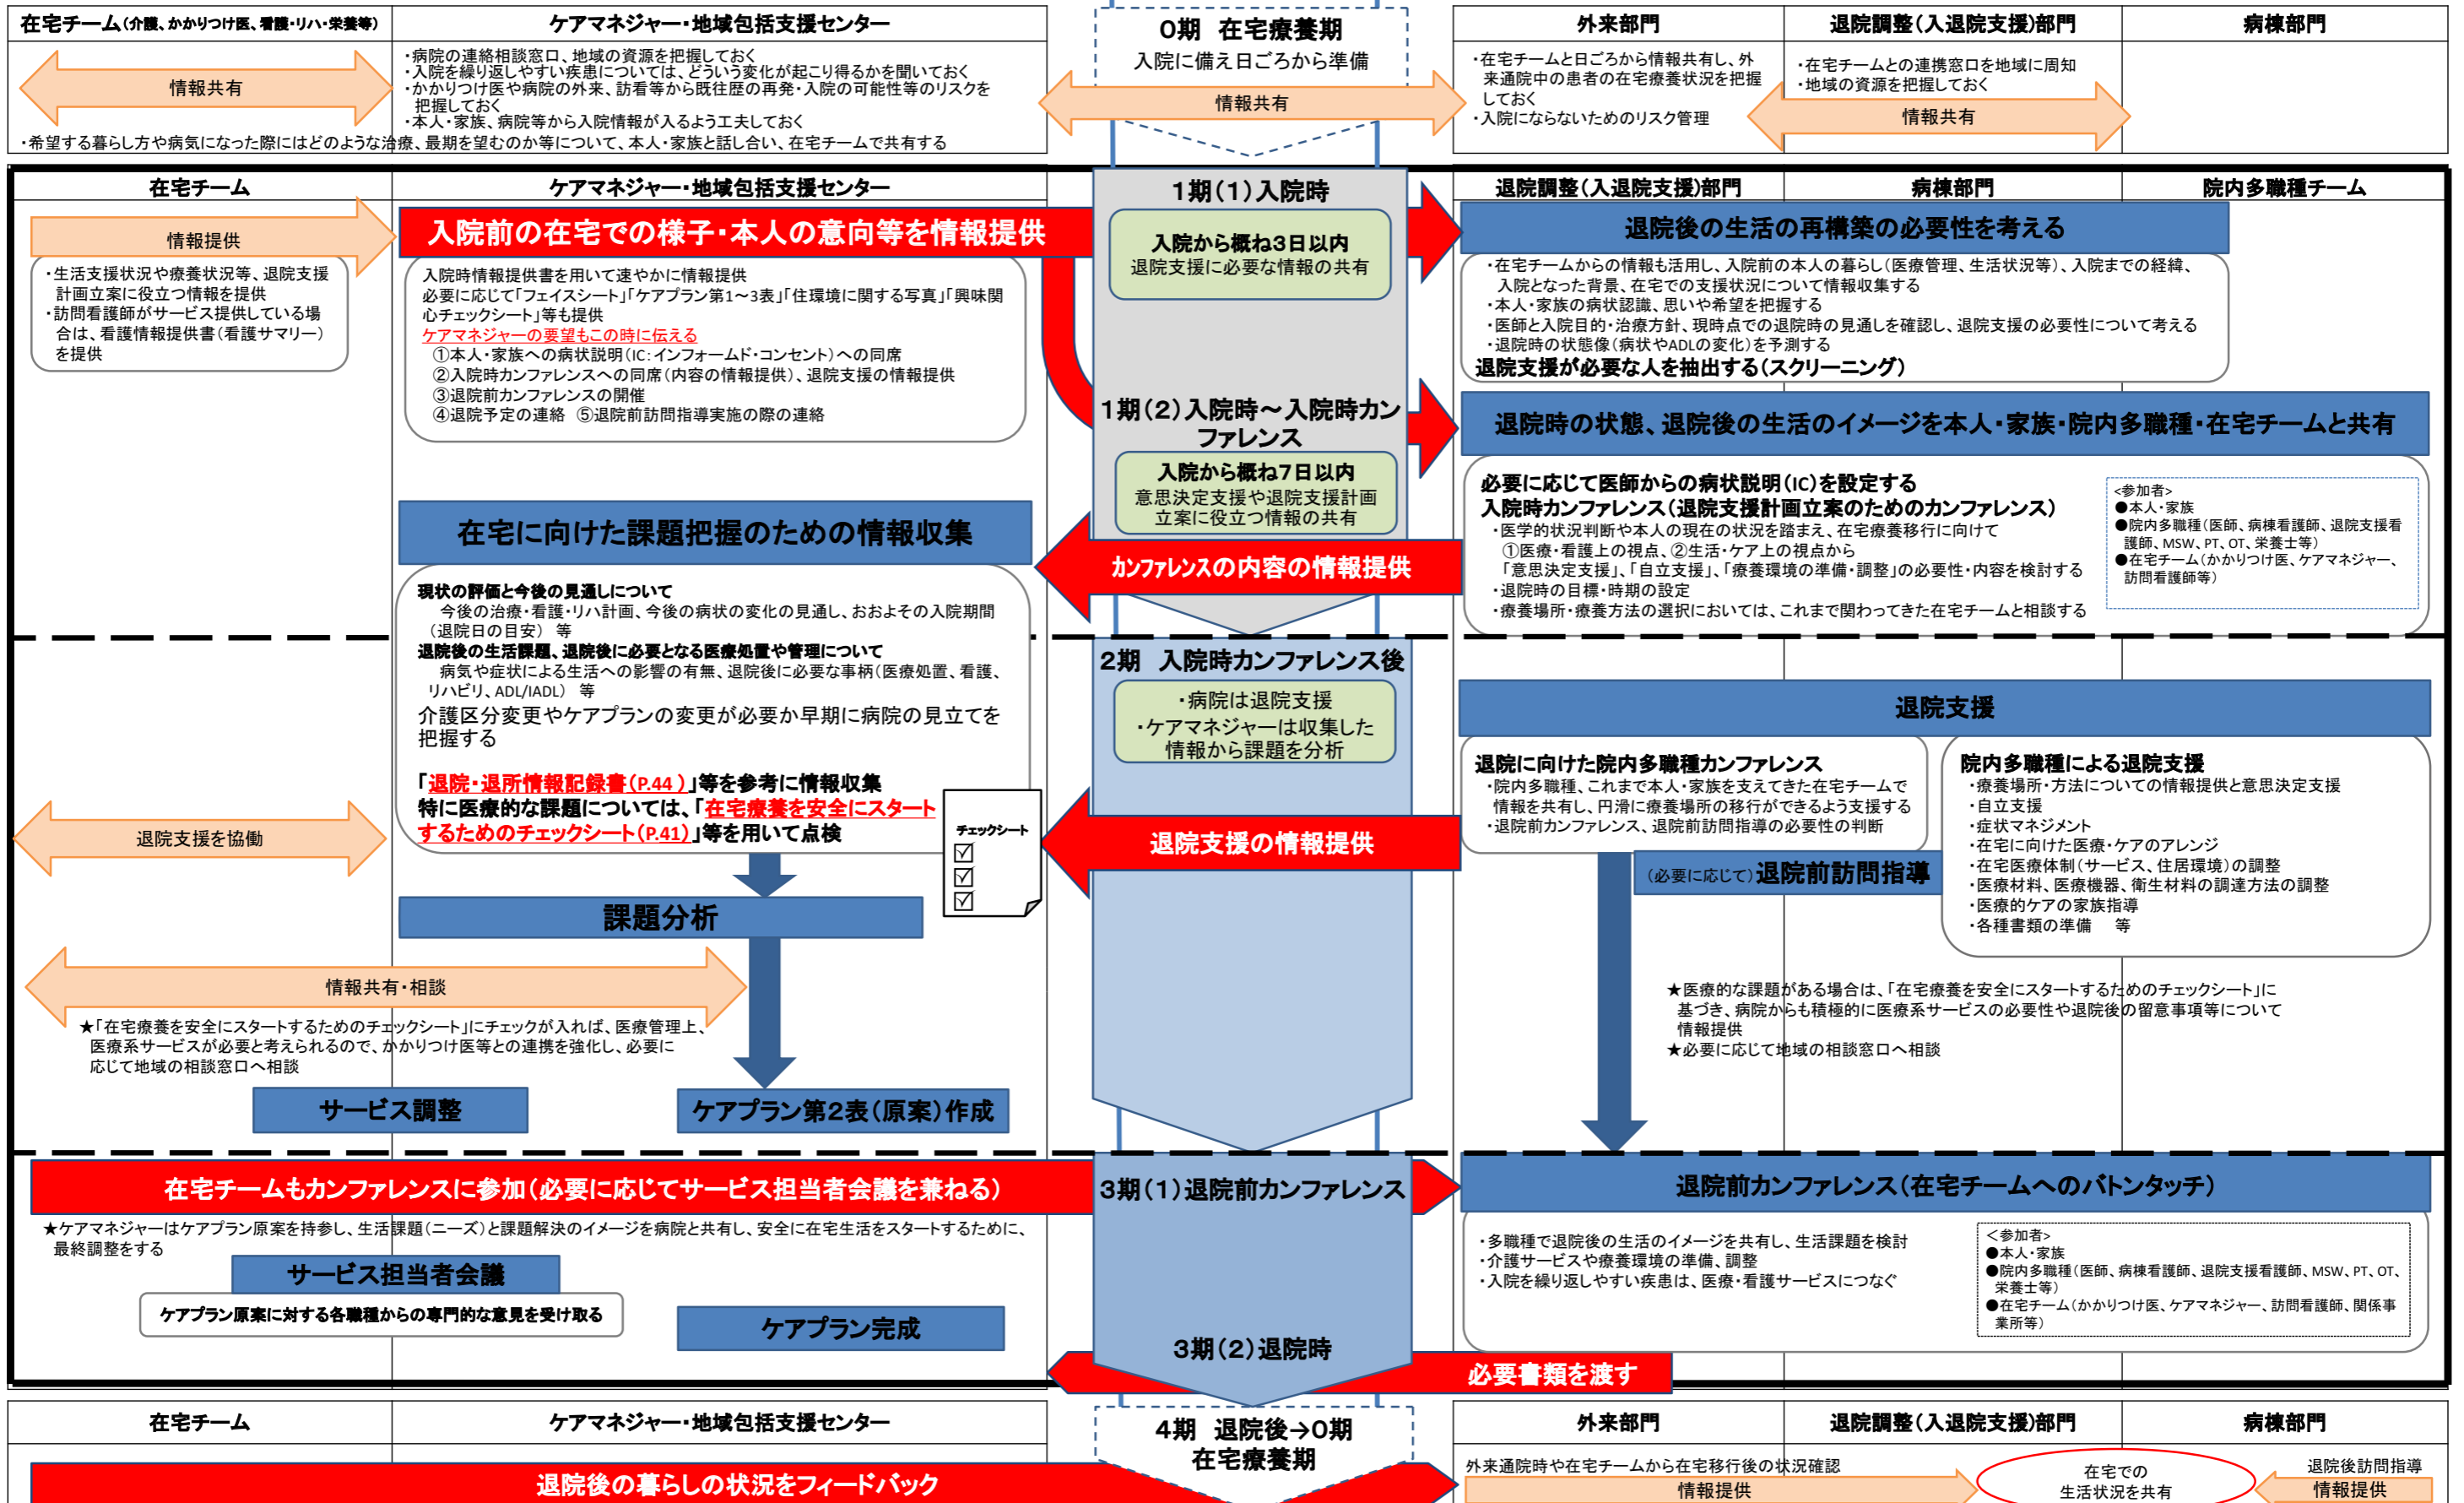 在宅チーム(介護、かかりつけ医、看護・リハ・栄養等)
ケアマネジャー・地域包括支援センター
情報共有
・病院の連絡相談窓口、地域の資源を把握しておく
・入院を繰り返しやすい疾患については、どういう変化が起こり得るかを聞いておく
・かかりつけ医や病院の外来、訪看等から既往歴の再発・入院の可能性等のリスクを
把握しておく
・本人・家族、病院等から入院情報が入るよう工夫しておく
・希望する暮らし方や病気になった際にはどのような治療、最期を望むのか等について、本人・家族と話し合い、在宅チームで共有する
0期 在宅療養期
入院に備え日ごろから準備
情報共有
外来部門
退院調整(入退院支援)部門
病棟部門
・在宅チームと日ごろから情報共有し、外
来通院中の患者の在宅療養状況を把握
しておく
・入院にならないためのリスク管理
・在宅チームとの連携窓口を地域に周知
・地域の資源を把握しておく
情報共有
在宅チーム
ケアマネジャー・地域包括支援センター
1期(1)入院時
退院調整(入退院支援)部門
病棟部門
院内多職種チーム
情報提供
・生活支援状況や療養状況等、退院支援
計画立案に役立つ情報を提供
・訪問看護師がサービス提供している場
合は、看護情報提供書(看護サマリー)
を提供
入院前の在宅での様子・本人の意向等を情報提供
入院時情報提供書を用いて速やかに情報提供
必要に応じて「フェイスシート」「ケアプラン第1~3表」「住環境に関する写真」「興味関
心チェックシート」等も提供
ケアマネジャーの要望もこの時に伝える
①本人・家族への病状説明(IC:インフォームド・コンセント)への同席
②入院時カンファレンスへの同席(内容の情報提供)、退院支援の情報提供
③退院前カンファレンスの開催
④退院予定の連絡 ⑤退院前訪問指導実施の際の連絡
入院から概ね3日以内
退院支援に必要な情報の共有
退院後の生活の再構築の必要性を考える
・在宅チームからの情報も活用し、入院前の本人の暮らし(医療管理、生活状況等)、入院までの経緯、
入院となった背景、在宅での支援状況について情報収集する
・本人・家族の病状認識、思いや希望を把握する
・医師と入院目的・治療方針、現時点での退院時の見通しを確認し、退院支援の必要性について考える
・退院時の状態像(病状やADLの変化)を予測する
退院支援が必要な人を抽出する(スクリーニング)
1期(2)入院時~入院時カン
ファレンス
入院から概ね7日以内
意思決定支援や退院支援計画
立案に役立つ情報の共有
退院時の状態、退院後の生活のイメージを本人・家族・院内多職種・在宅チームと共有
必要に応じて医師からの病状説明(IC)を設定する
入院時カンファレンス(退院支援計画立案のためのカンファレンス)
・医学的状況判断や本人の現在の状況を踏まえ、在宅療養移行に向けて
①医療・看護上の視点、②生活・ケア上の視点から
「意思決定支援」、「自立支援」、「療養環境の準備・調整」の必要性・内容を検討する
・退院時の目標・時期の設定
・療養場所・療養方法の選択においては、これまで関わってきた在宅チームと相談する
<参加者>
●本人・家族
●院内多職種(医師、病棟看護師、退院支援看
護師、MSW、PT、OT、栄養士等)
●在宅チーム(かかりつけ医、ケアマネジャー、
訪問看護師等)
カンファレンスの内容の情報提供
在宅に向けた課題把握のための情報収集
現状の評価と今後の見通しについて
今後の治療・看護・リハ計画、今後の病状の変化の見通し、おおよその入院期間
(退院日の目安) 等
退院後の生活課題、退院後に必要となる医療処置や管理について
病気や症状による生活への影響の有無、退院後に必要な事柄(医療処置、看護、
リハビリ、ADL/IADL) 等
介護区分変更やケアプランの変更が必要か早期に病院の見立てを
把握する
「退院・退所情報記録書(P.44 )」等を参考に情報収集
特に医療的な課題については、「在宅療養を安全にスタート
するためのチェックシート(P.41)」等を用いて点検
チェックシート
2期 入院時カンファレンス後
・病院は退院支援
・ケアマネジャーは収集した
情報から課題を分析
退院支援
退院に向けた院内多職種カンファレンス
・院内多職種、これまで本人・家族を支えてきた在宅チームで
情報を共有し、円滑に療養場所の移行ができるよう支援する
・退院前カンファレンス、退院前訪問指導の必要性の判断
院内多職種による退院支援
・療養場所・方法についての情報提供と意思決定支援
・自立支援
・症状マネジメント
・在宅に向けた医療・ケアのアレンジ
・在宅医療体制(サービス、住居環境)の調整
・医療材料、医療機器、衛生材料の調達方法の調整
・医療的ケアの家族指導
・各種書類の準備 等
(必要に応じて)退院前訪問指導
退院支援の情報提供
退院支援を協働
課題分析
情報共有・相談
★「在宅療養を安全にスタートするためのチェックシート」にチェックが入れば、医療管理上、
医療系サービスが必要と考えられるので、かかりつけ医等との連携を強化し、必要に
応じて地域の相談窓口へ相談
★医療的な課題がある場合は、「在宅療養を安全にスタートするためのチェックシート」に
基づき、病院からも積極的に医療系サービスの必要性や退院後の留意事項等について
情報提供
★必要に応じて地域の相談窓口へ相談
サービス調整
ケアプラン第2表(原案)作成
在宅チームもカンファレンスに参加(必要に応じてサービス担当者会議を兼ねる)
3期(1)退院前カンファレンス
退院前カンファレンス(在宅チームへのバトンタッチ)
★ケアマネジャーはケアプラン原案を持参し、生活課題(ニーズ)と課題解決のイメージを病院と共有し、安全に在宅生活をスタートするために、
最終調整をする
サービス担当者会議
ケアプラン原案に対する各職種からの専門的な意見を受け取る
ケアプラン完成
・多職種で退院後の生活のイメージを共有し、生活課題を検討
・介護サービスや療養環境の準備、調整
・入院を繰り返しやすい疾患は、医療・看護サービスにつなぐ
<参加者>
●本人・家族
●院内多職種(医師、病棟看護師、退院支援看護師、MSW、PT、OT、
栄養士等)
●在宅チーム(かかりつけ医、ケアマネジャー、訪問看護師、関係事
業所等)
3期(2)退院時
必要書類を渡す
在宅チーム
ケアマネジャー・地域包括支援センター
4期 退院後→0期
在宅療養期
外来部門
退院調整(入退院支援)部門
病棟部門
退院後の暮らしの状況をフィードバック
外来通院時や在宅チームから在宅移行後の状況確認
情報提供
在宅での
生活状況を共有
退院後訪問指導
情報提供